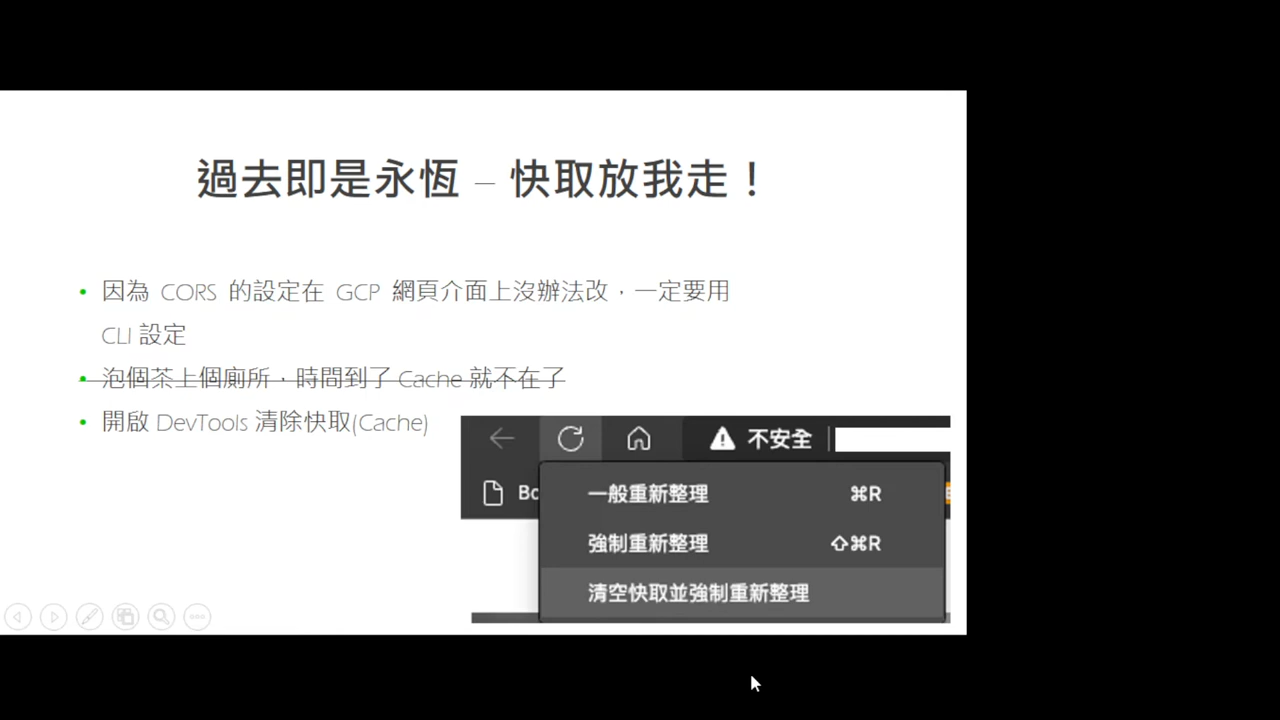 過去即是永恆 – 快取放我走！
因為 CORS 的設定在 GCP 網頁介面上沒辦法改，一定要用
CLI 設定
泡個茶上個廁所，時間到了 Cache 就不在了
開啟 DevTools 清除快取(Cache)
不安全
Bo
一般重新整理 ⌘R
強制重新整理 ⇧⌘R
清空快取並強制重新整理